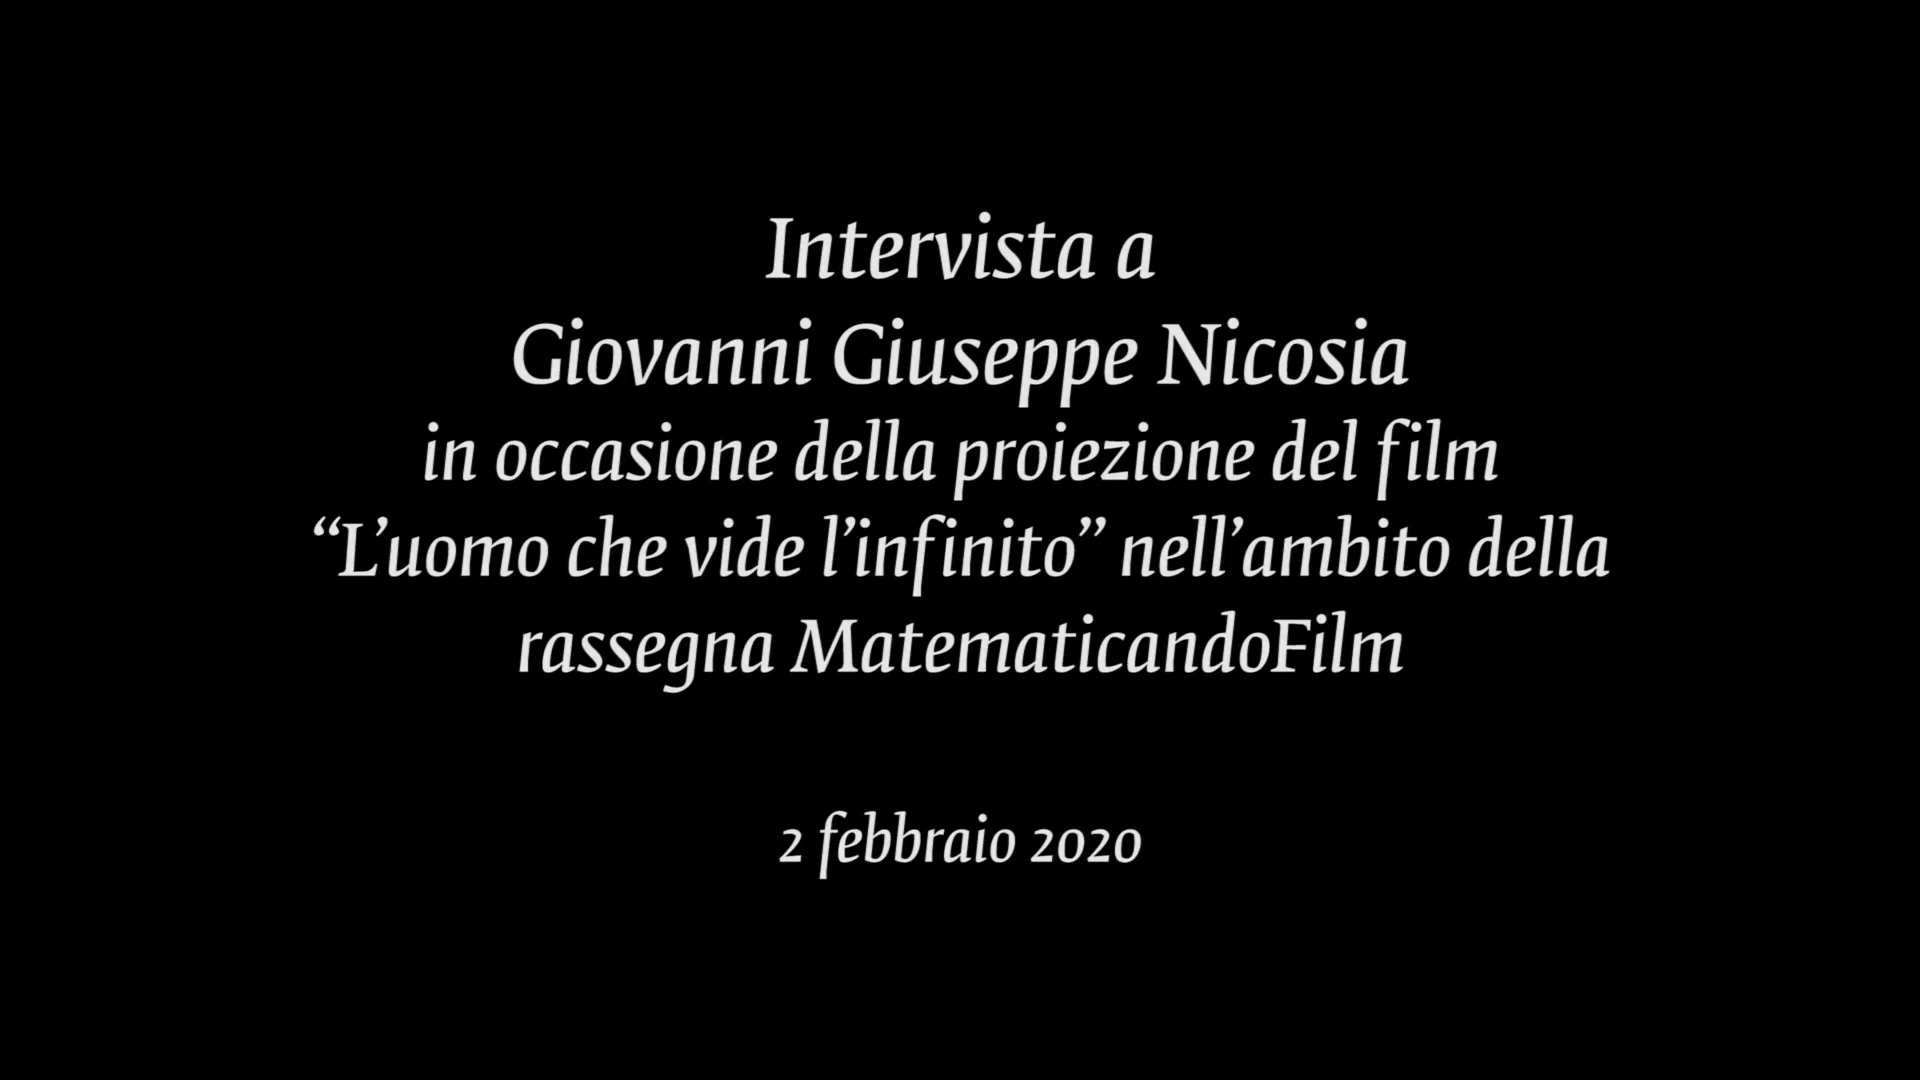 Intervista a
Giovanni Giuseppe Nicosia
in occasione della proiezione del film
“L’uomo che vide l’infinito” nell’ambito della
rassegna MatematicandoFilm
2 febbraio 2020